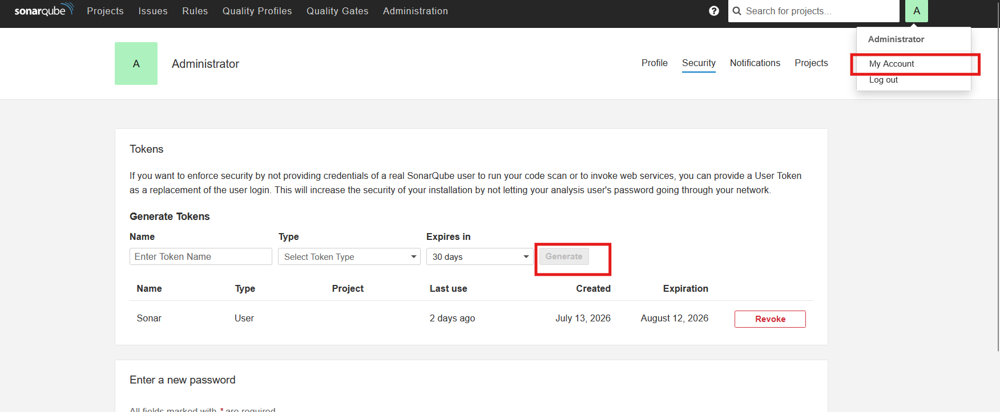 sonarqube Projects Issues Rules Quality Profiles Quality Gates Administration ? Search for projects... A
Administrator
My Account
Log out
A Administrator Profile Security Notifications Projects
Tokens
If you want to enforce security by not providing credentials of a real SonarQube user to run your code scan or to invoke web services, you can provide a User Token
as a replacement of the user login. This will increase the security of your installation by not letting your analysis user's password going through your network.
Generate Tokens
Name Type Expires in
Enter Token Name Select Token Type 30 days Generate
Name Type Project Last use Created Expiration
Sonar User 2 days ago July 13, 2026 August 12, 2026 Revoke
Enter a new password
All fields marked with * are required